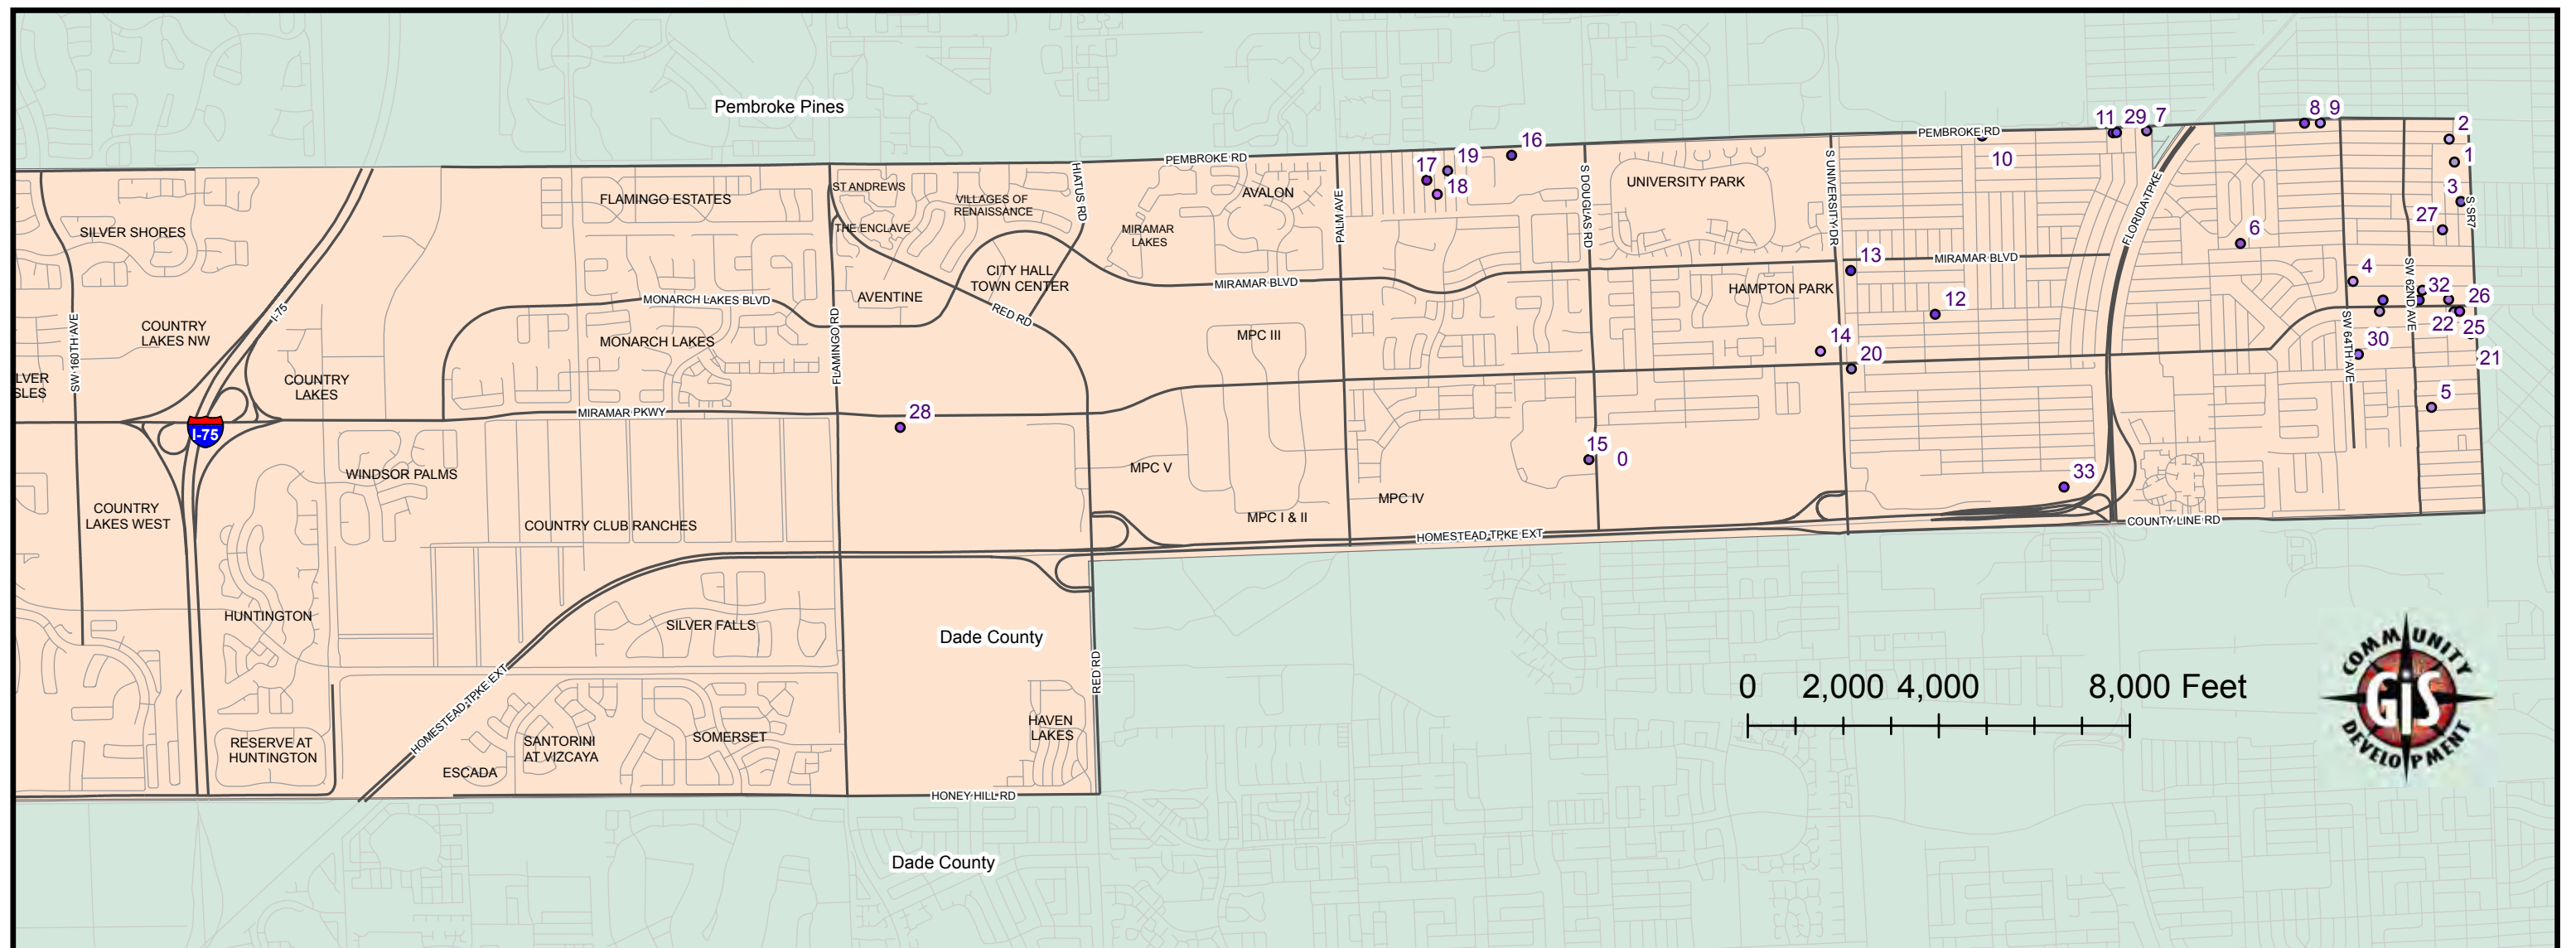 Pembroke Pines
8 9
11 29 7
2
PEMBROKE RD
16
10
PEMBROKE RD
19
17
18
1
3
27
S SR7
HIATUS RD
ST ANDREWS
FLAMINGO ESTATES
VILLAGES OF
RENAISSANCE
AVALON
PALM AVE
S DOUGLAS RD
UNIVERSITY PARK
S UNIVERSITY DR
FLORIDA TPKE
6
SILVER SHORES
THE ENCLAVE
MIRAMAR
LAKES
13
MIRAMAR BLVD
4
CITY HALL
TOWN CENTER
MIRAMAR BLVD
HAMPTON PARK
SW 62ND AVE
32
26
AVENTINE
MONARCH LAKES BLVD
RED RD
12
I-75
COUNTRY
LAKES NW
SW 160TH AVE
MONARCH LAKES
FLAMINGO RD
MPC III
14
20
22
25
30
21
SW 64TH AVE
LVER
SLES
COUNTRY
LAKES
MIRAMAR PKWY
28
5
I-75
15
0
WINDSOR PALMS
MPC V
33
MPC IV
COUNTRY
LAKES WEST
COUNTRY CLUB RANCHES
MPC I & II
COUNTY LINE RD
HOMESTEAD TPKE EXT
HUNTINGTON
SILVER FALLS
Dade County
RED RD
HOMESTEAD TPKE EXT
0 2,000 4,000 8,000 Feet
COMMUNITY
GIS
DEVELOPMENT
HAVEN
LAKES
RESERVE AT
HUNTINGTON
SANTORINI
AT VIZCAYA
SOMERSET
ESCADA
HONEY HILL RD
Dade County